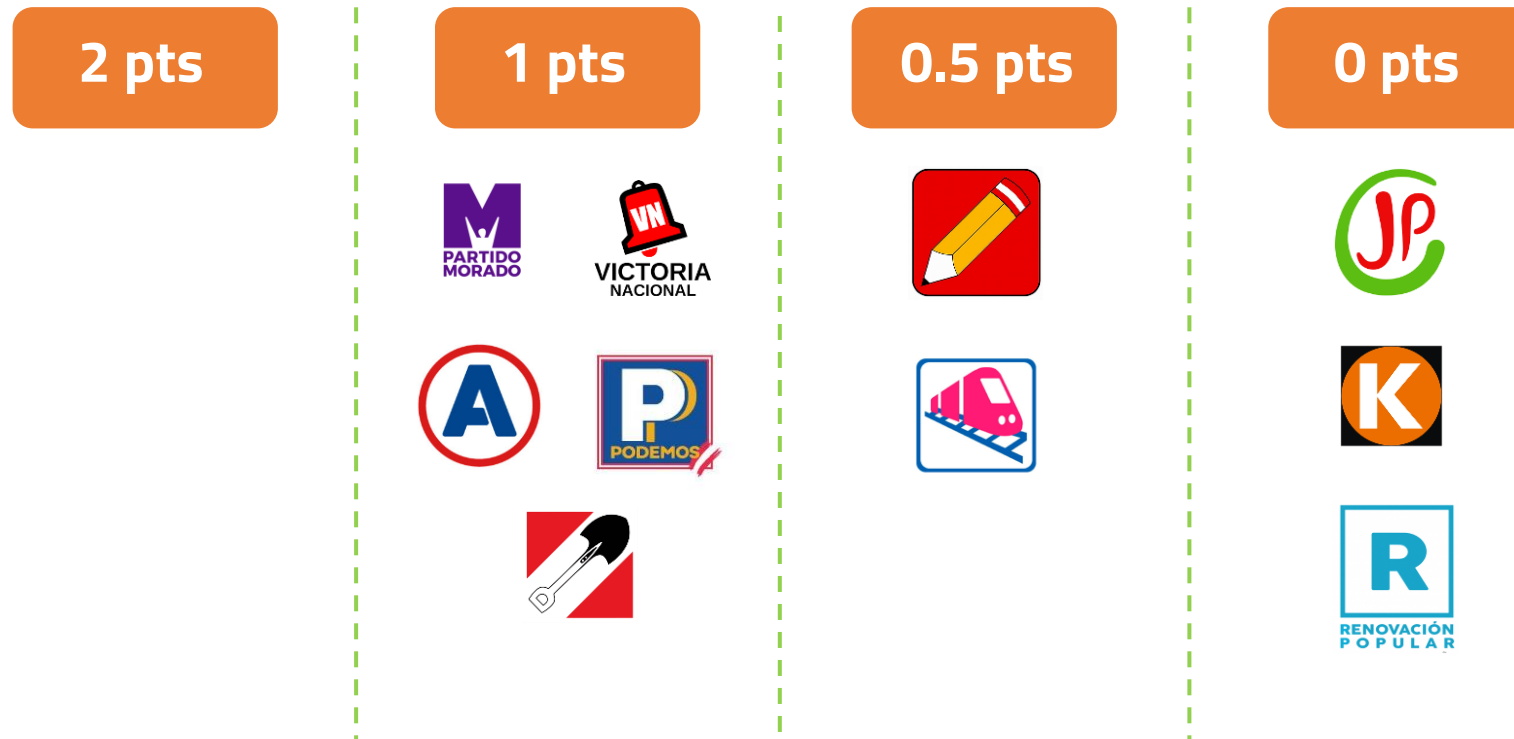 2 pts
1 pts
0.5 pts
0 pts
M
PARTIDO
MORADO
VN
VICTORIA
NACIONAL
JP
A
P
PODEMOS
K
R
RENOVACIÓN
POPULAR